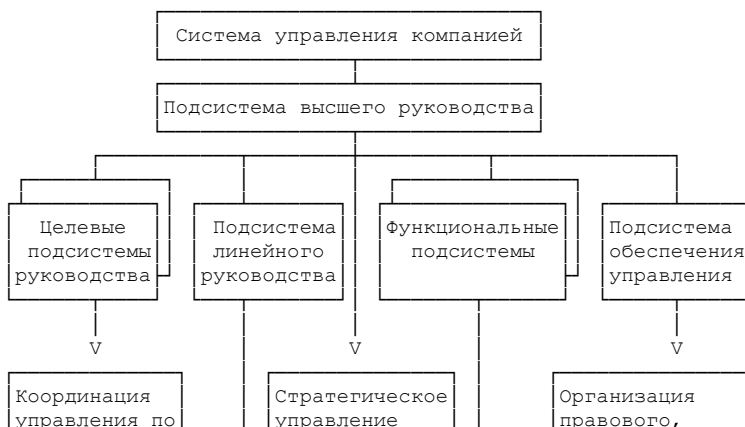 Система управления компанией
Подсистема высшего руководства
Целевые
подсистемы
руководства
Подсистема
линейного
руководства
Функциональные
подсистемы
Подсистема
обеспечения
управления
V
V
V
Координация
управления по
Стратегическое
управление
Организация
правового,